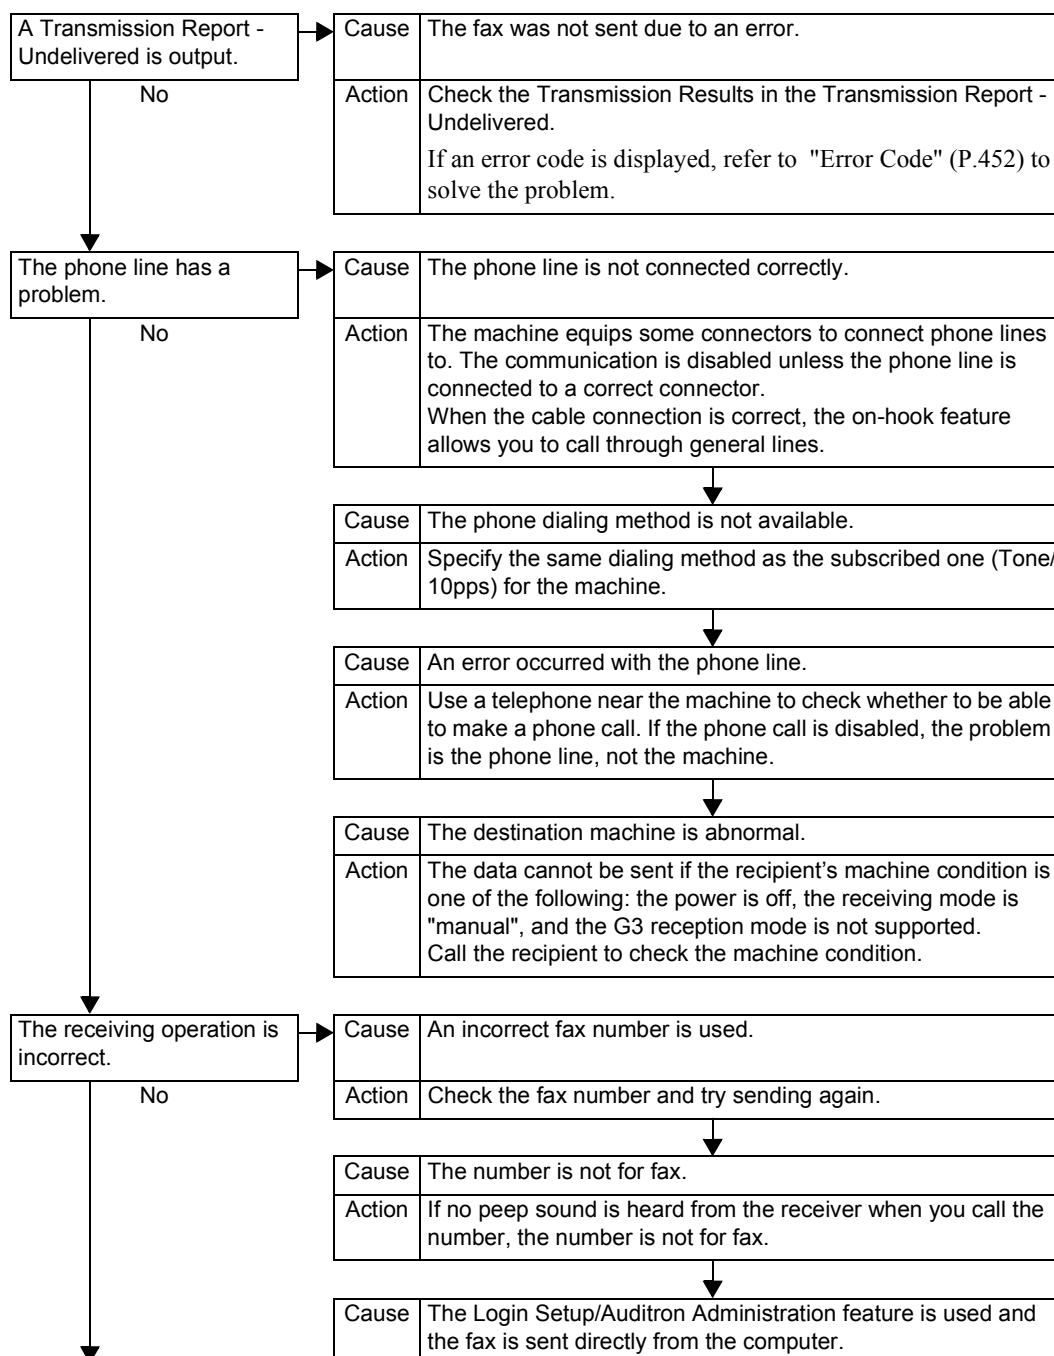 A Transmission Report -
Undelivered is output.
Cause
The fax was not sent due to an error.
No
Action
Check the Transmission Results in the Transmission Report -
Undelivered.
If an error code is displayed, refer to "Error Code" (P.452) to
solve the problem.
The phone line has a
problem.
Cause
The phone line is not connected correctly.
No
Action
The machine equips some connectors to connect phone lines
to. The communication is disabled unless the phone line is
connected to a correct connector.
When the cable connection is correct, the on-hook feature
allows you to call through general lines.
Cause
The phone dialing method is not available.
Action
Specify the same dialing method as the subscribed one (Tone/
10pps) for the machine.
Cause
An error occurred with the phone line.
Action
Use a telephone near the machine to check whether to be able
to make a phone call. If the phone call is disabled, the problem
is the phone line, not the machine.
Cause
The destination machine is abnormal.
Action
The data cannot be sent if the recipient's machine condition is
one of the following: the power is off, the receiving mode is
"manual", and the G3 reception mode is not supported.
Call the recipient to check the machine condition.
The receiving operation is
incorrect.
Cause
An incorrect fax number is used.
No
Action
Check the fax number and try sending again.
Cause
The number is not for fax.
Action
If no peep sound is heard from the receiver when you call the
number, the number is not for fax.
Cause
The Login Setup/Auditron Administration feature is used and
the fax is sent directly from the computer.